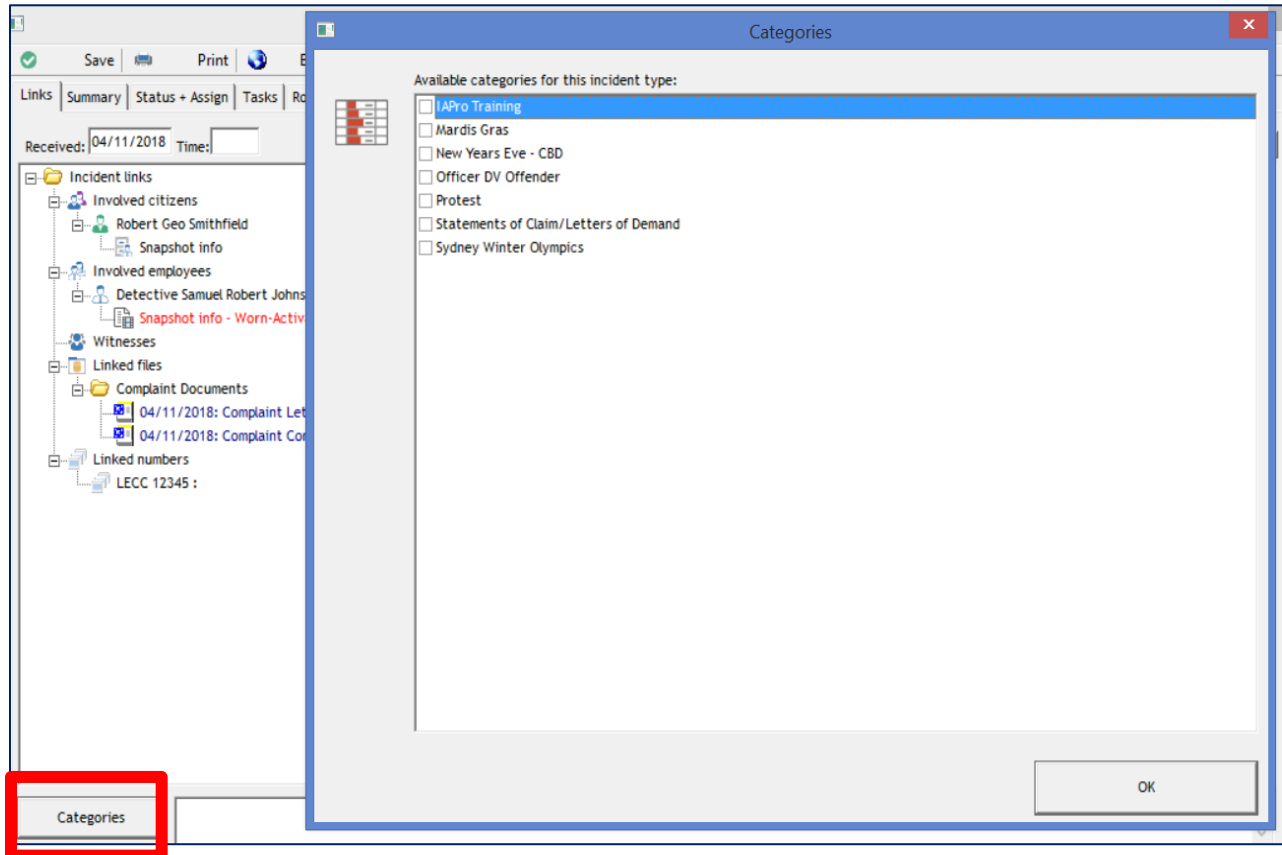 Categories
Save Print
Links Summary Status + Assign Tasks
Received: 04/11/2018 Time:
Incident links
Involved citizens
Robert Geo Smithfield
Snapshot info
Involved employees
Detective Samuel Robert Johns
Snapshot info - Worn-Activ
Witnesses
Linked files
Complaint Documents
04/11/2018: Complaint Let
04/11/2018: Complaint Cor
Linked numbers
LECC 12345 :
Categories
Available categories for this incident type:
IAPro Training
Mardis Gras
New Years Eve - CBD
Officer DV Offender
Protest
Statements of Claim/Letters of Demand
Sydney Winter Olympics
OK